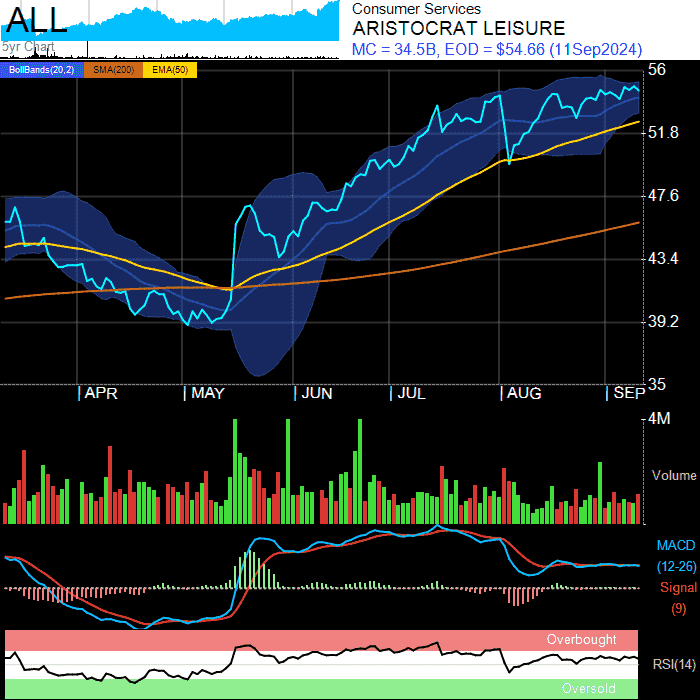 ALL
5yr Chart
Consumer Services
ARISTOCRAT LEISURE
MC = 34.5B, EOD = $54.66 (11Sep2024)
BollBands(20,2) SMA(200) EMA(50)
56
51.8
47.6
43.4
39.2
35
APR MAY JUN JUL AUG SEP
4M
Volume
MACD
(12-26)
Signal
(9)
Overbought
RSI(14)
Oversold